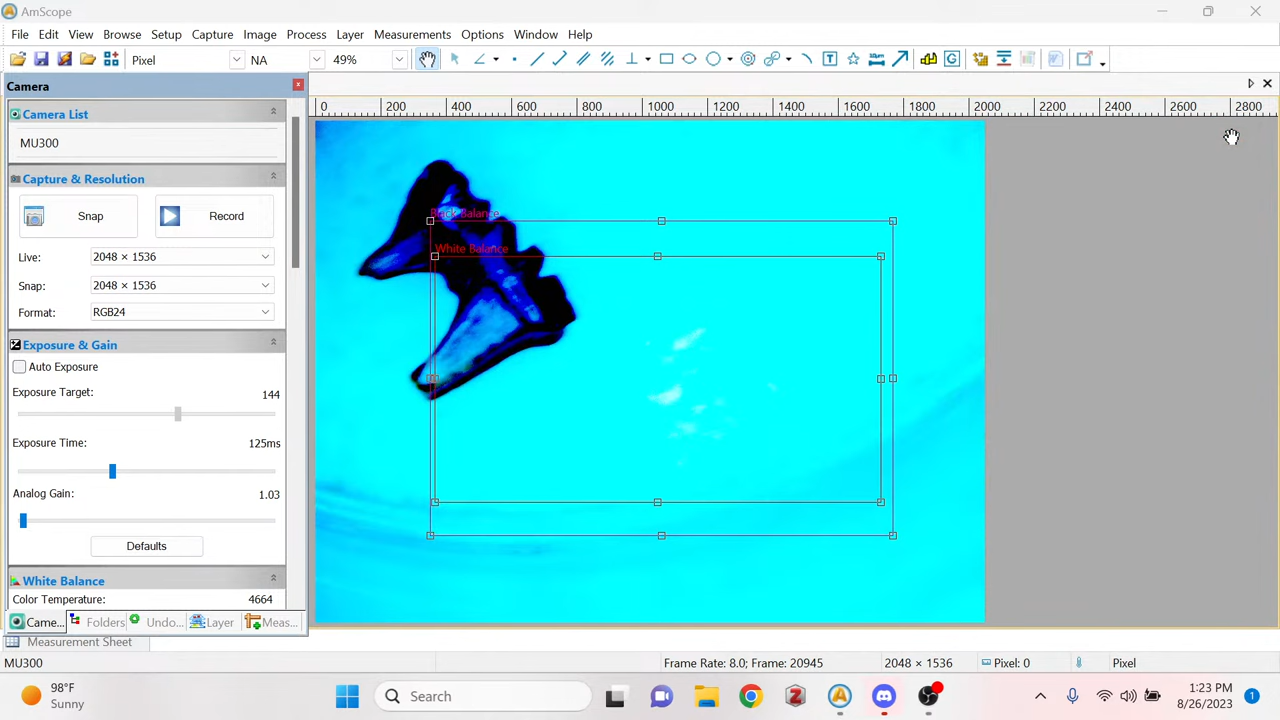 AmScope
File Edit View Browse Setup Capture Image Process Layer Measurements Options Window Help
Pixel NA 49%
Camera
Camera List
MU300
Capture & Resolution
Snap Record
Live: 2048 × 1536
Snap: 2048 × 1536
Format: RGB24
Exposure & Gain
Auto Exposure
Exposure Target: 144
Exposure Time: 125ms
Analog Gain: 1.03
Defaults
White Balance
Color Temperature: 4664
Came... Folders Undo... Layer Meas...
0 200 400 600 800 1000 1200 1400 1600 1800 2000 2200 2400 2600 2800
Balance
White Balance
Measurement Sheet
MU300 Frame Rate: 8.0; Frame: 20945 2048 × 1536 Pixel: 0 Pixel
98°F
Sunny
Search
1:23 PM
8/26/2023
1